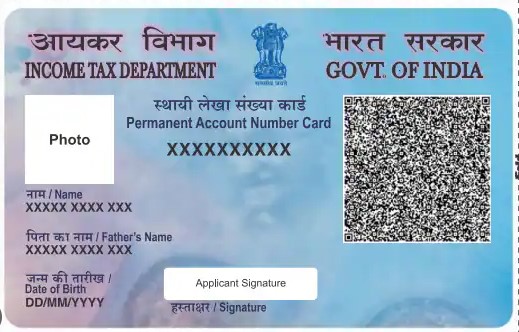 आयकर विभाग
INCOME TAX DEPARTMENT
भारत सरकार
GOVT. OF INDIA
सत्यमेव जयते
स्थायी लेखा संख्या कार्ड
Permanent Account Number Card
XXXXXXXXXX
Photo
नाम / Name
XXXXX XXXX XXX
पिता का नाम / Father's Name
XXXXX XXXX XXX
जन्म की तारीख /
Date of Birth
DD/MM/YYYY
Applicant Signature
हस्ताक्षर / Signature